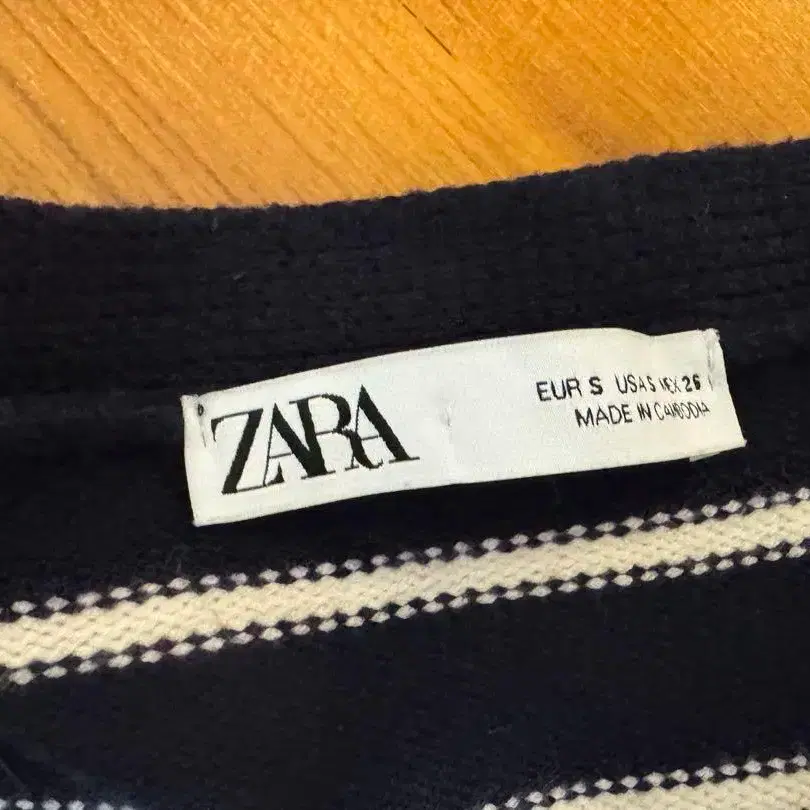 ZARA
EUR S USA S MEX 26
MADE IN CAMBODIA